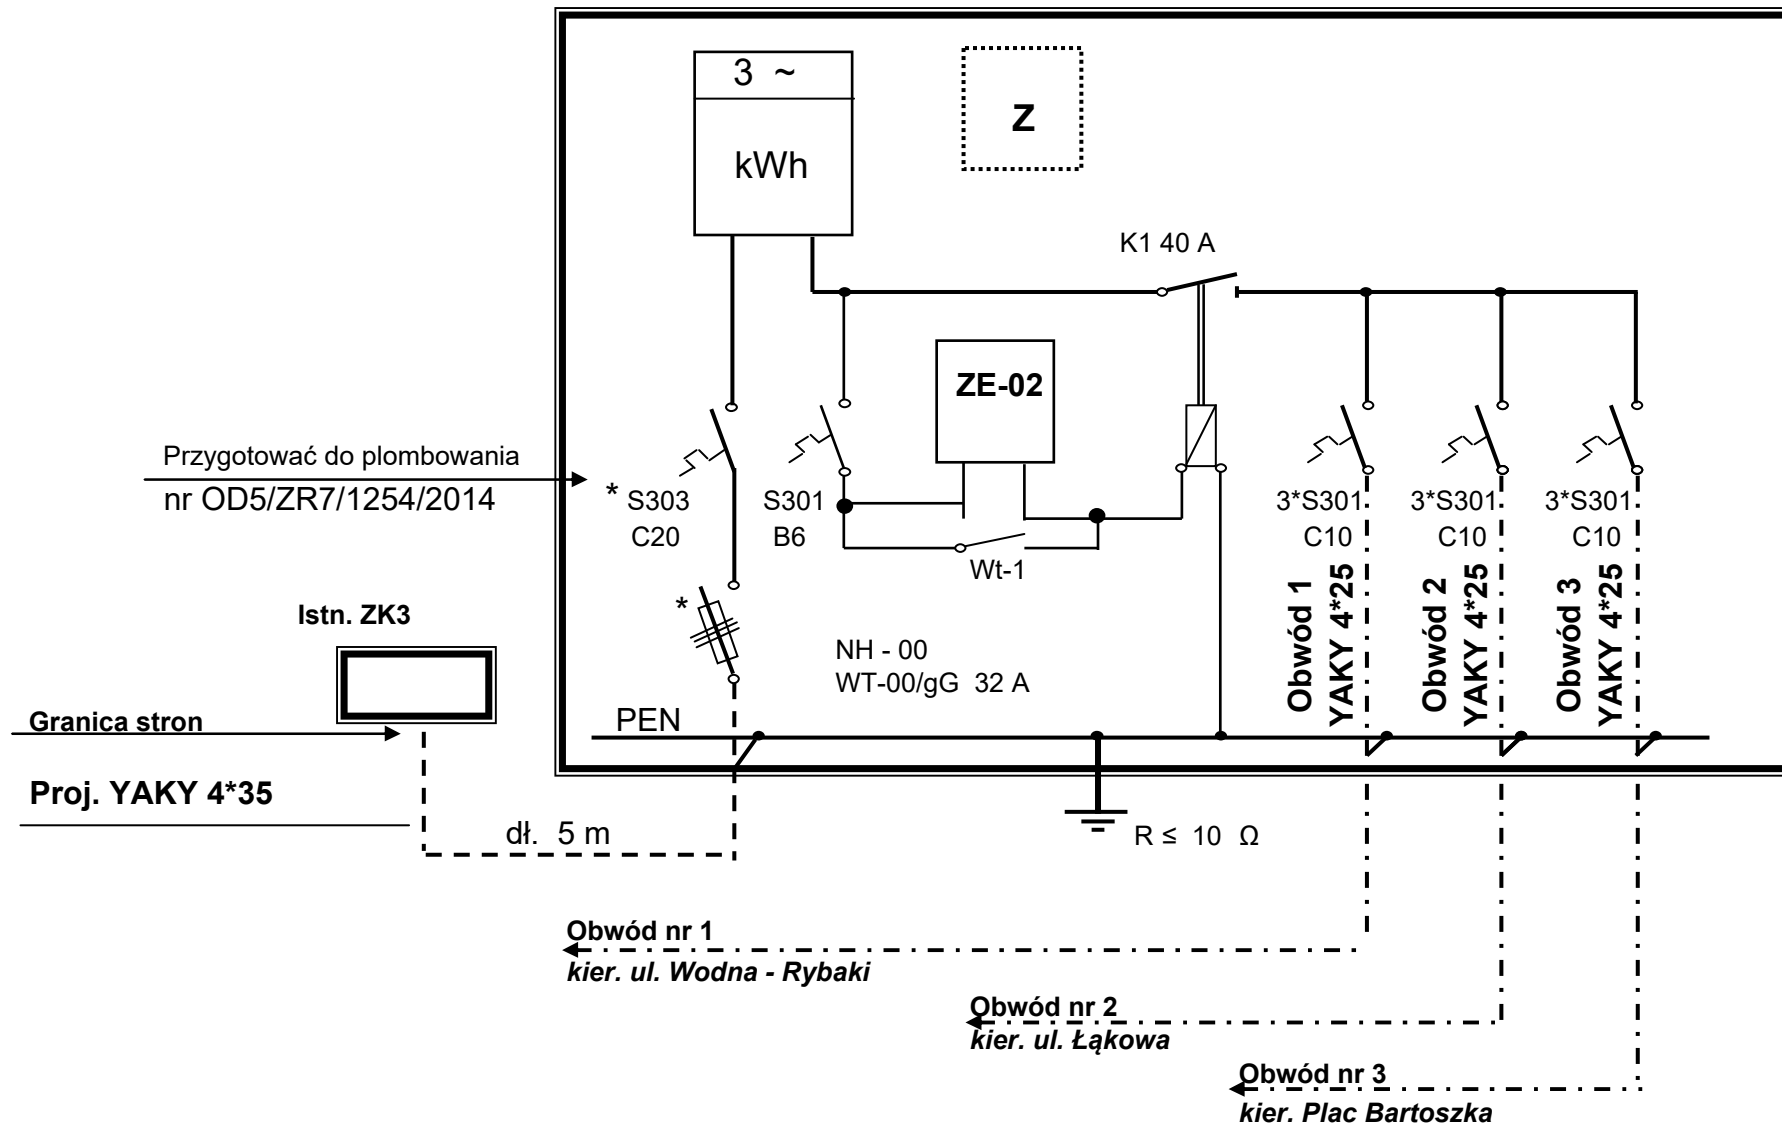 3 ~
kWh
Z
K1 40 A
ZE-02
Przygotować do plombowania
nr OD5/ZR7/1254/2014
* S303
C20
S301
B6
Wt-1
3*S301
C10
3*S301
C10
3*S301
C10
Obwód 1
YAKY 4*25
Obwód 2
YAKY 4*25
Obwód 3
YAKY 4*25
*
Istn. ZK3
NH - 00
WT-00/gG 32 A
Granica stron
PEN
Proj. YAKY 4*35
dł. 5 m
R ≤ 10 Ω
Obwód nr 1
kier. ul. Wodna - Rybaki
Obwód nr 2
kier. ul. Łąkowa
Obwód nr 3
kier. Plac Bartoszka